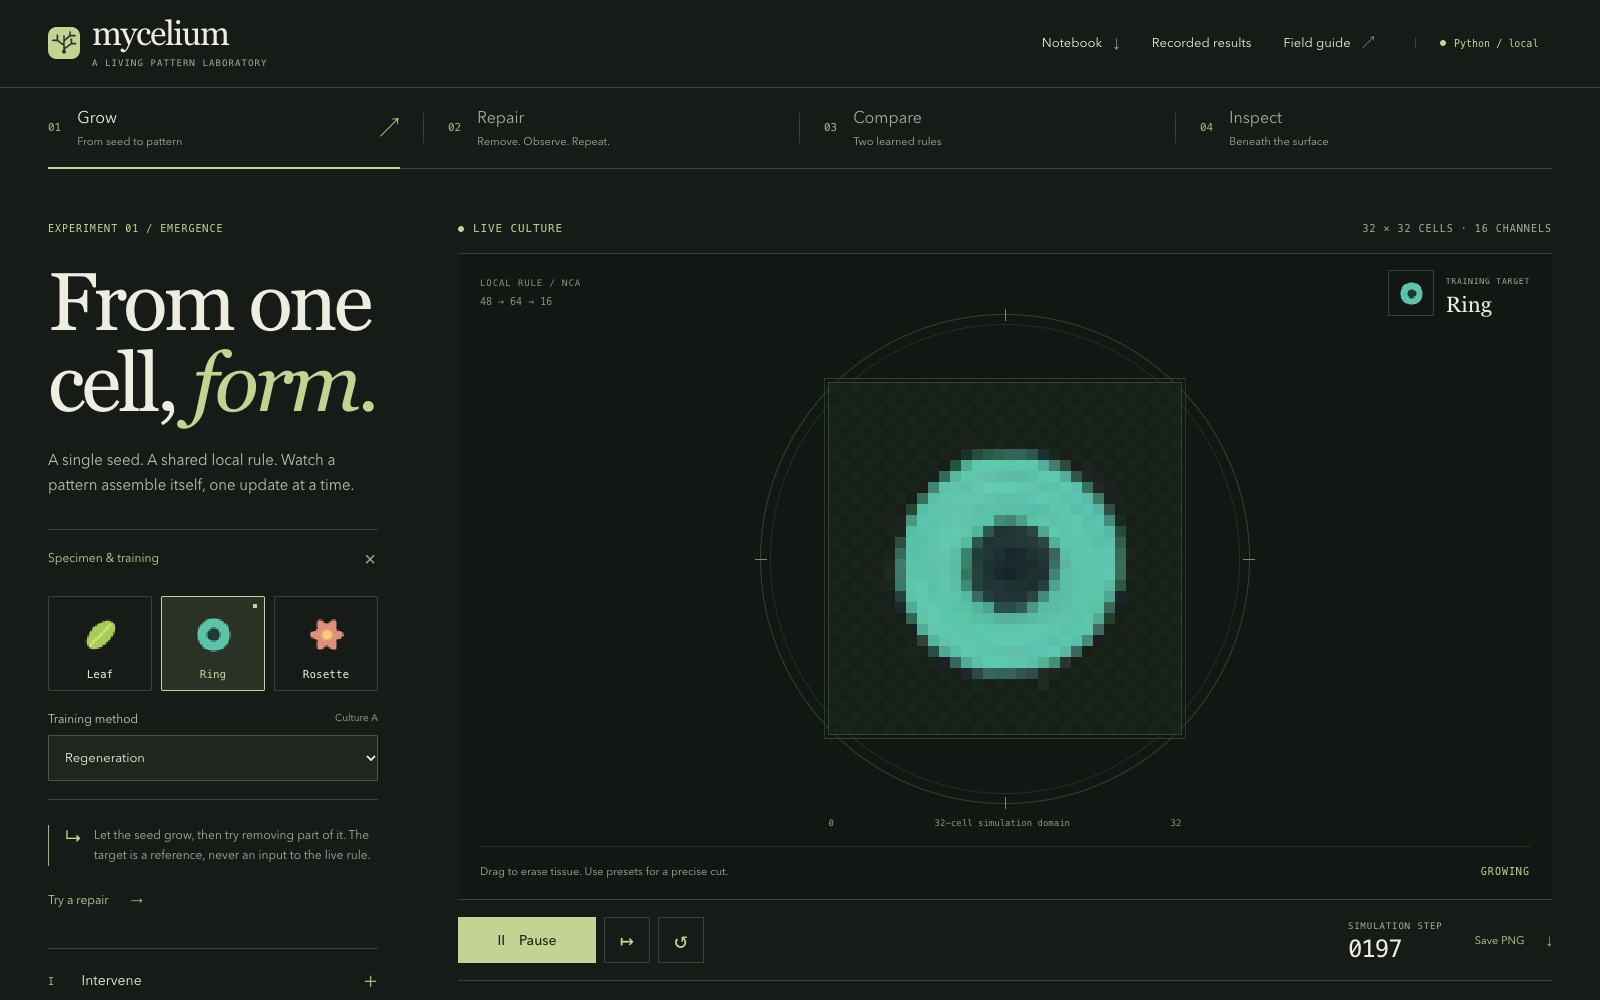 mycelium
A LIVING PATTERN LABORATORY
Notebook ↓
Recorded results
Field guide ↗
Python / local
01 Grow ↗
From seed to pattern
02 Repair
Remove. Observe. Repeat.
03 Compare
Two learned rules
04 Inspect
Beneath the surface
EXPERIMENT 01 / EMERGENCE
From one
cell, form.
A single seed. A shared local rule. Watch a
pattern assemble itself, one update at a time.
Specimen & training ×
Leaf
Ring
Rosette
Training method
Culture A
Regeneration
↳ Let the seed grow, then try removing part of it. The
target is a reference, never an input to the live rule.
Try a repair →
I Intervene +
LIVE CULTURE
32 × 32 CELLS · 16 CHANNELS
LOCAL RULE / NCA
48 → 64 → 16
TRAINING TARGET
Ring
0
32-cell simulation domain
32
Drag to erase tissue. Use presets for a precise cut.
GROWING
Pause
↦
↺
SIMULATION STEP
0197
Save PNG ↓